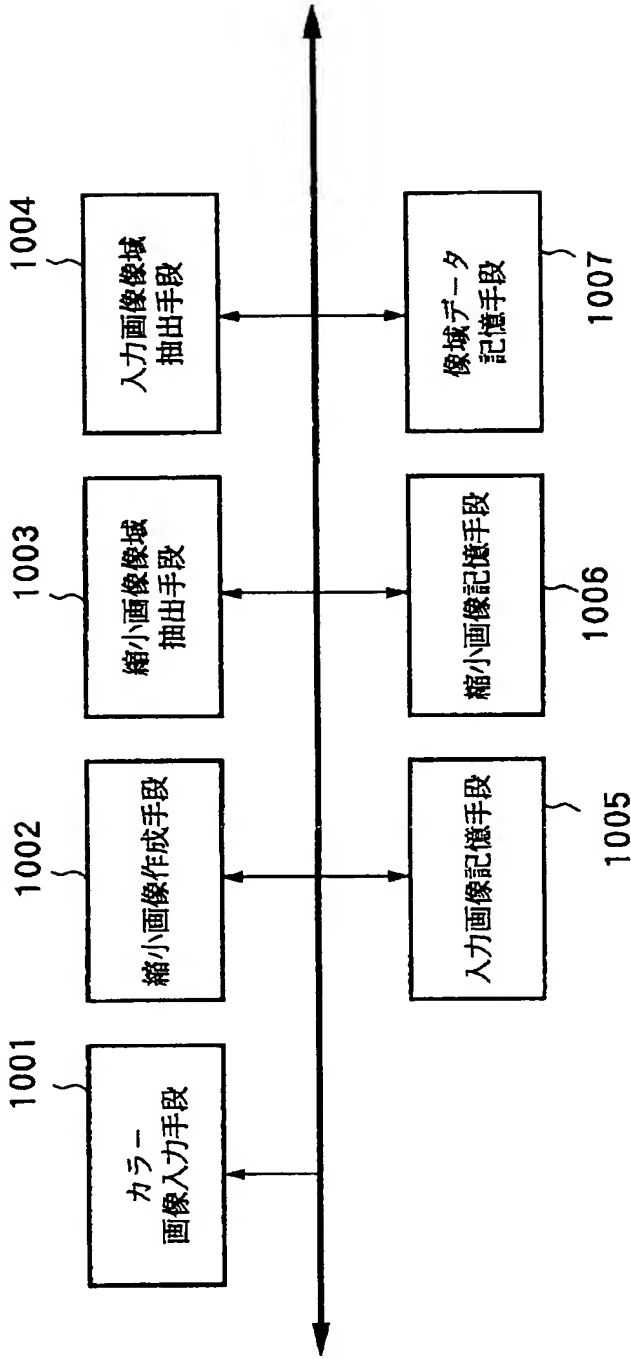 1001
カラー
画像入力手段
1002
縮小画像作成手段
1003
縮小画像像域
抽出手段
1004
入力画像像域
抽出手段
入力画像記憶手段
1005
縮小画像記憶手段
1006
像域データ
記憶手段
1007